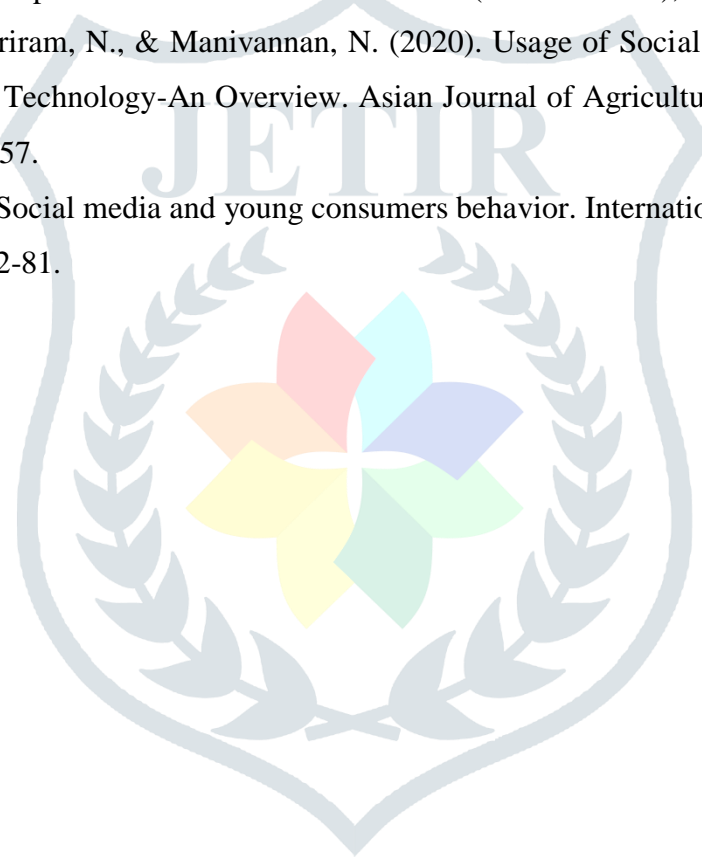 riram, N., & Manivannan, N. (2020). Usage of Social
Technology-An Overview. Asian Journal of Agricultu
57.
Social media and young consumers behavior. Internatio
2-81.
JETIR